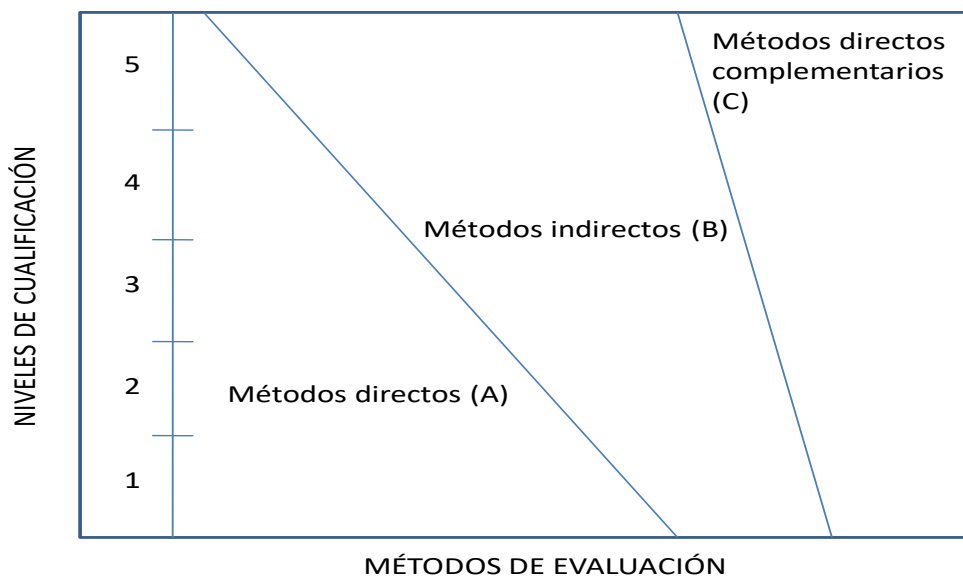 Métodos directos
complementarios
(C)
5
4
Métodos indirectos (B)
3
Métodos directos (A)
2
1
NIVELES DE CUALIFICACIÓN
MÉTODOS DE EVALUACIÓN